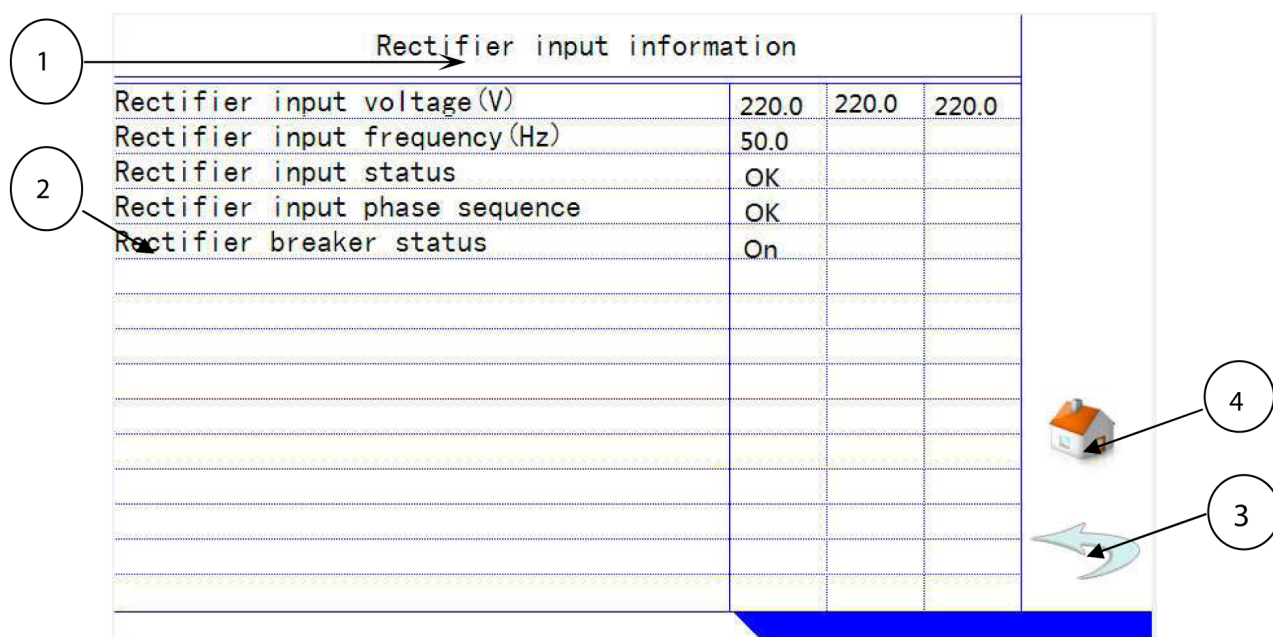 1
Rectifier input information
Rectifier input voltage(V) 220.0 220.0 220.0
Rectifier input frequency(Hz) 50.0
Rectifier input status OK
2
Rectifier input phase sequence OK
Rectifier breaker status On
4
3